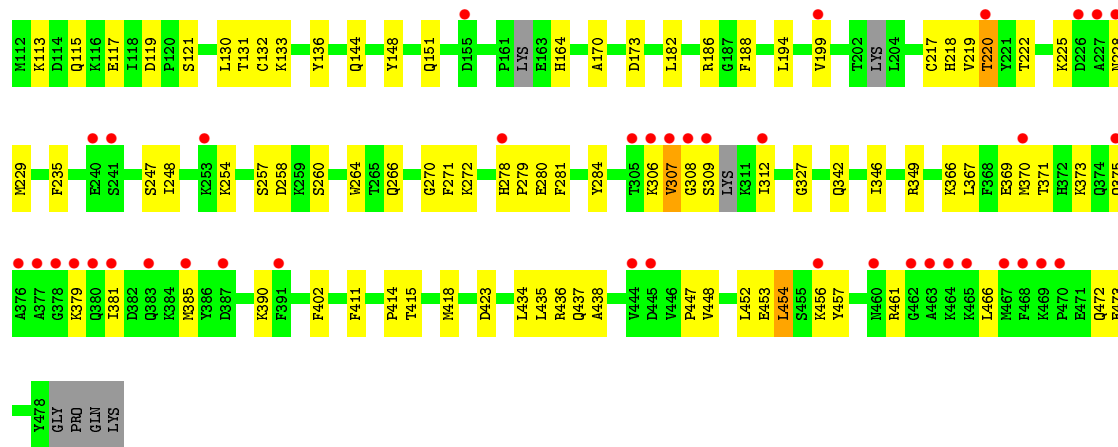 M112 K113 D114 Q115 K116 E117 I118 D119 P120 S121 L130 T131 C132 K133 Y136 Q144 Y148 Q151 D155 P161 LYS E163 H164 A170 D173 L182 R186 G187 F188 L194 V199 T202 LYS L204 C217 H218 V219 T220 Y221 T222 K225 D226 A227 N228
M229 F235 E240 S241 S247 I248 K253 K254 S257 D258 K259 S260 W264 T265 Q266 G270 P271 K272 H278 P279 E280 F281 Y284 T305 K306 V307 G308 S309 LYS K311 I312 G327 Q342 I346 R349 K366 L367 F368 E369 M370 T371 H372 K373 Q374 Q375
A376 A377 G378 K379 Q380 I381 D382 Q383 K384 M385 Y386 D387 K390 F391 F402 F411 P414 T415 M418 D423 L434 L435 R436 Q437 A438 V444 D445 V446 P447 V448 L452 E453 L454 S455 K456 Y457 N460 R461 G462 A463 K464 K465 L466 M467 F468 K469 P470 E471 Q472
Y478 GLY PRO GLN LYS